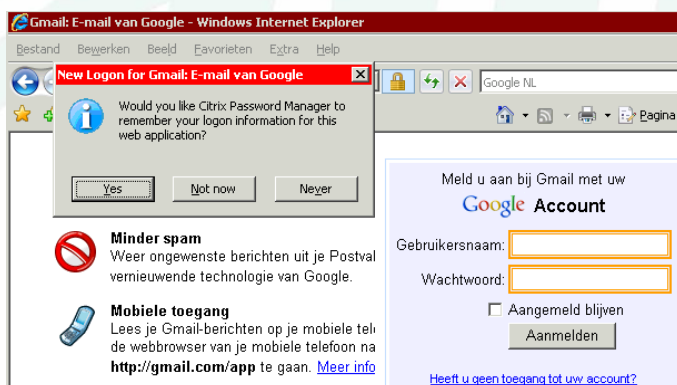 Gmail: E-mail van Google - Windows Internet Explorer
Bestand Bewerken Beeld Favorieten Extra Help
New Logon for Gmail: E-mail van Google
Google NL
Would you like Citrix Password Manager to
remember your logon information for this
web application?
Pagina
Yes Not now Never
Meld u aan bij Gmail met uw
Google Account
Minder spam
Weer ongewenste berichten uit je Postval
vernieuwende technologie van Google.
Gebruikersnaam:
Wachtwoord:
Aangemeld blijven
Aanmelden
Mobiele toegang
Lees je Gmail-berichten op je mobiele tele
de webbrowser van je mobiele telefoon na
http://gmail.com/app te gaan. Meer info
Heeft u geen toegang tot uw account?